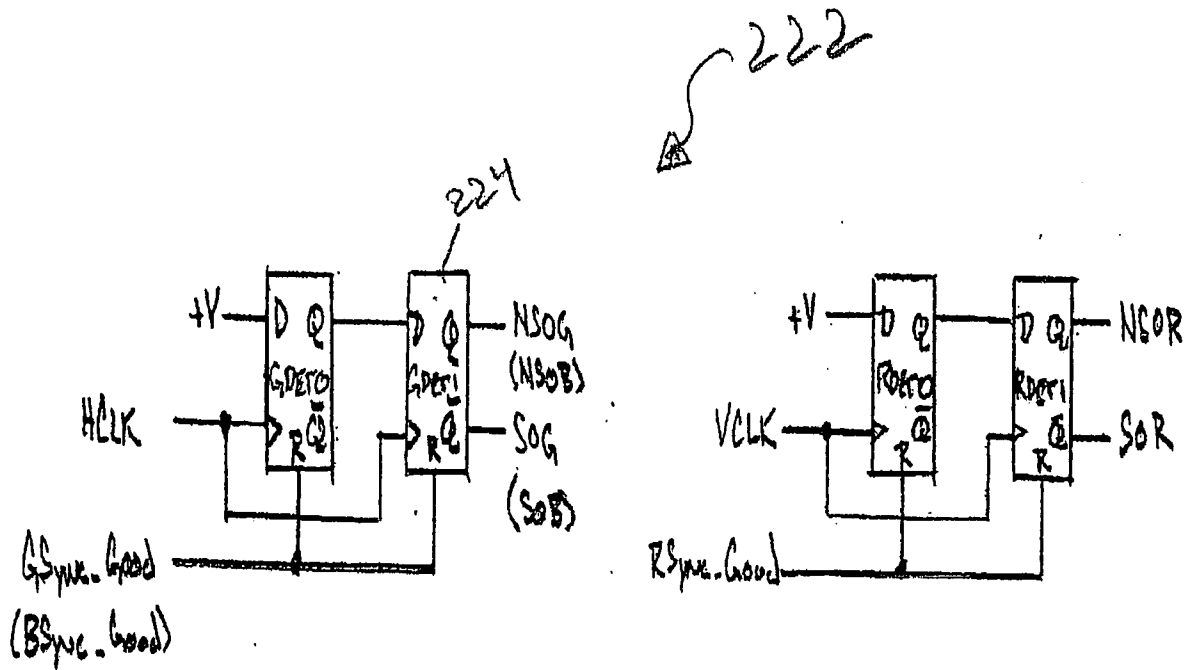 222
224
+V D Q D Q NSOG
(NSOB)
GDET0 GDET1
HCLK Q Q SOG
R R
(SOB)
GSync_Good
(BSync_Good)
+V D Q D Q NSOR
RDET0 RDET1
VCLK Q Q SOR
R R
RSync_Good